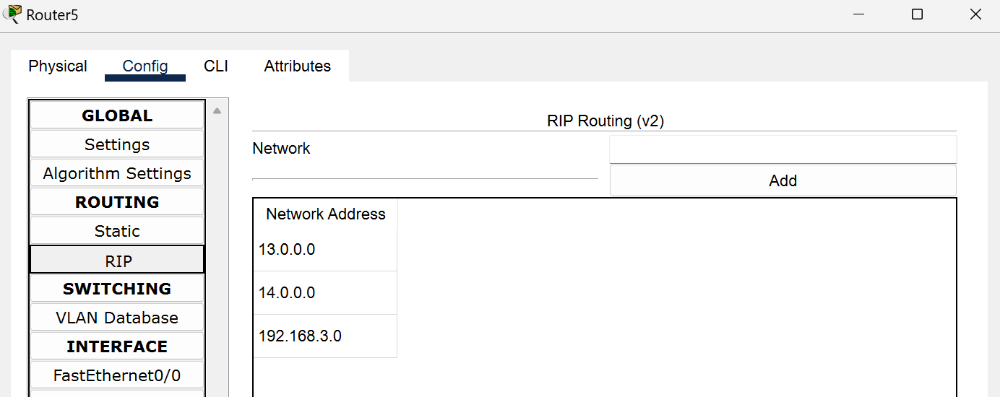 Router5
Physical Config CLI Attributes
GLOBAL
Settings
Algorithm Settings
ROUTING
Static
RIP
SWITCHING
VLAN Database
INTERFACE
FastEthernet0/0
RIP Routing (v2)
Network
Add
Network Address
13.0.0.0
14.0.0.0
192.168.3.0